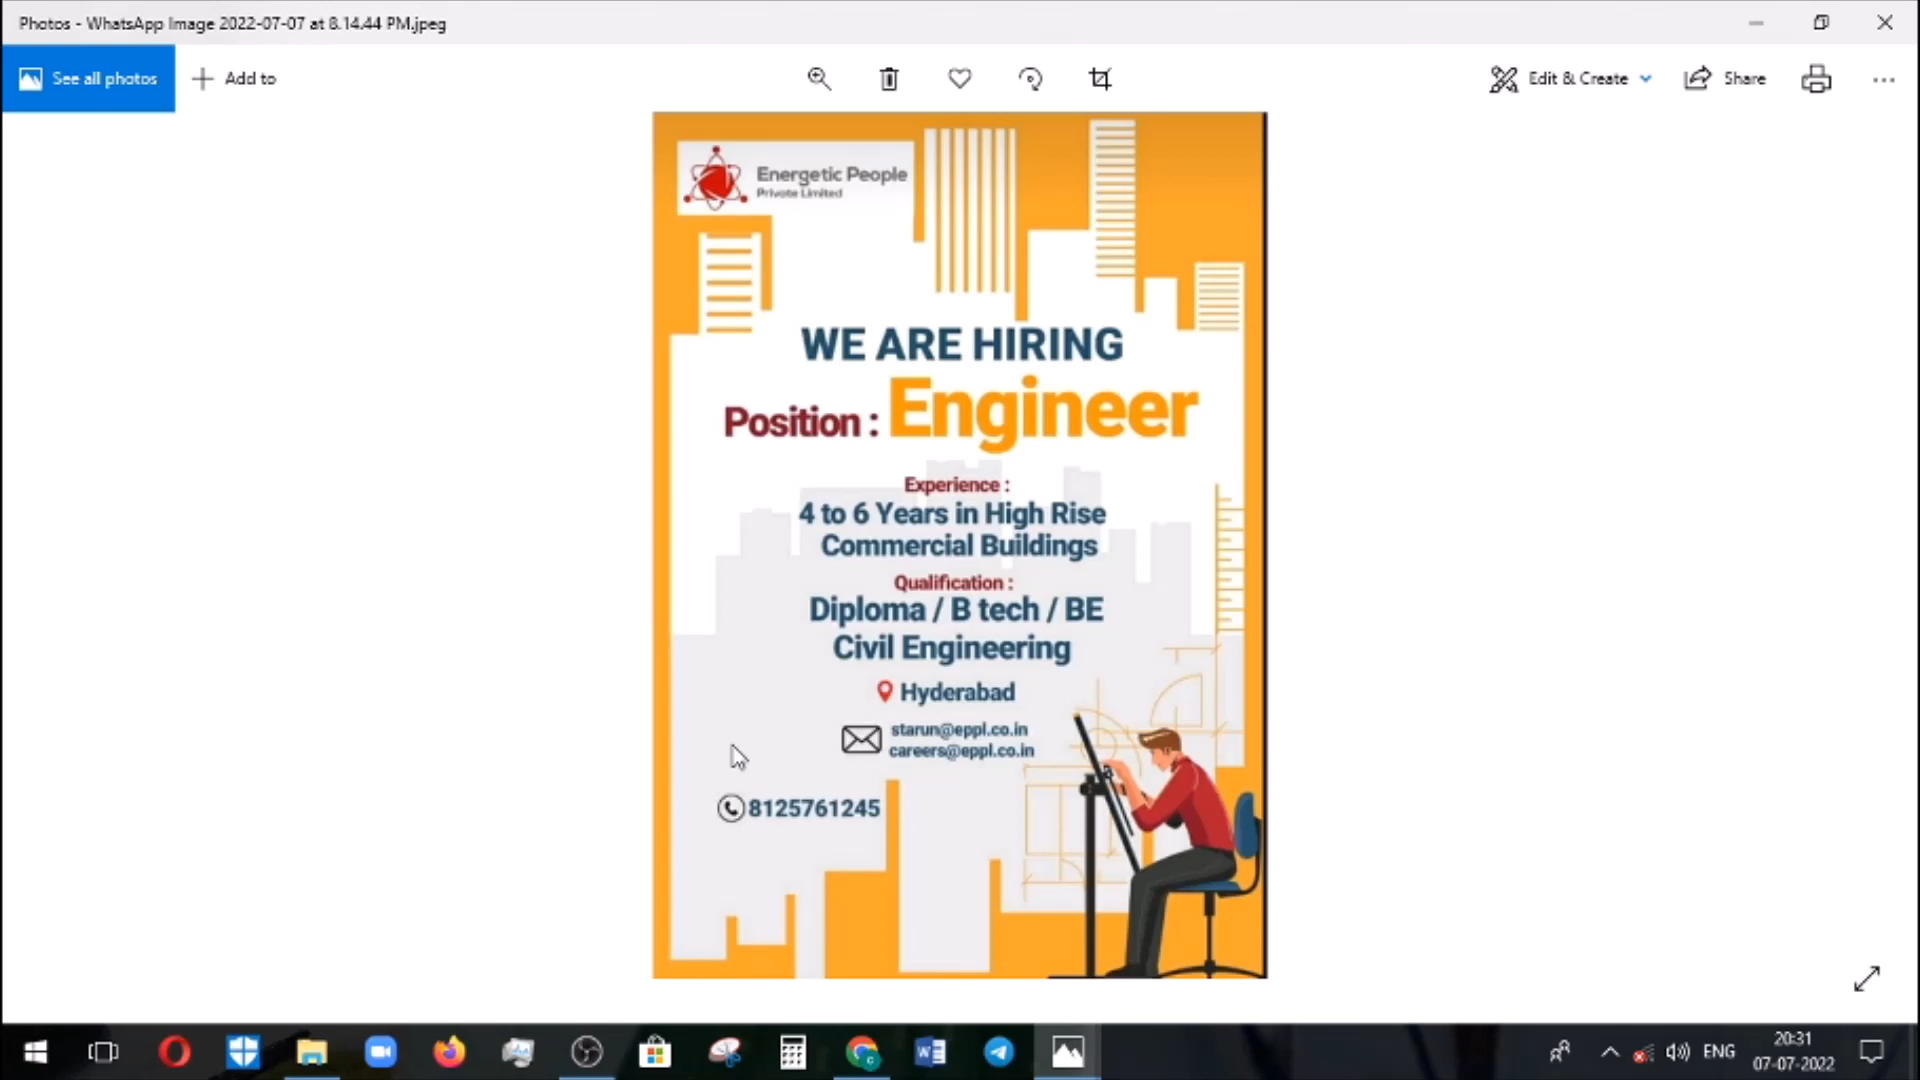 Photos - WhatsApp Image 2022-07-07 at 8.14.44 PM.jpeg
See all photos
Add to
Edit & Create
Share
Energetic People
Private Limited
WE ARE HIRING
Position : Engineer
Experience :
4 to 6 Years in High Rise
Commercial Buildings
Qualification :
Diploma / B tech / BE
Civil Engineering
Hyderabad
starun@eppl.co.in
careers@eppl.co.in
8125761245
ENG
20:31
07-07-2022